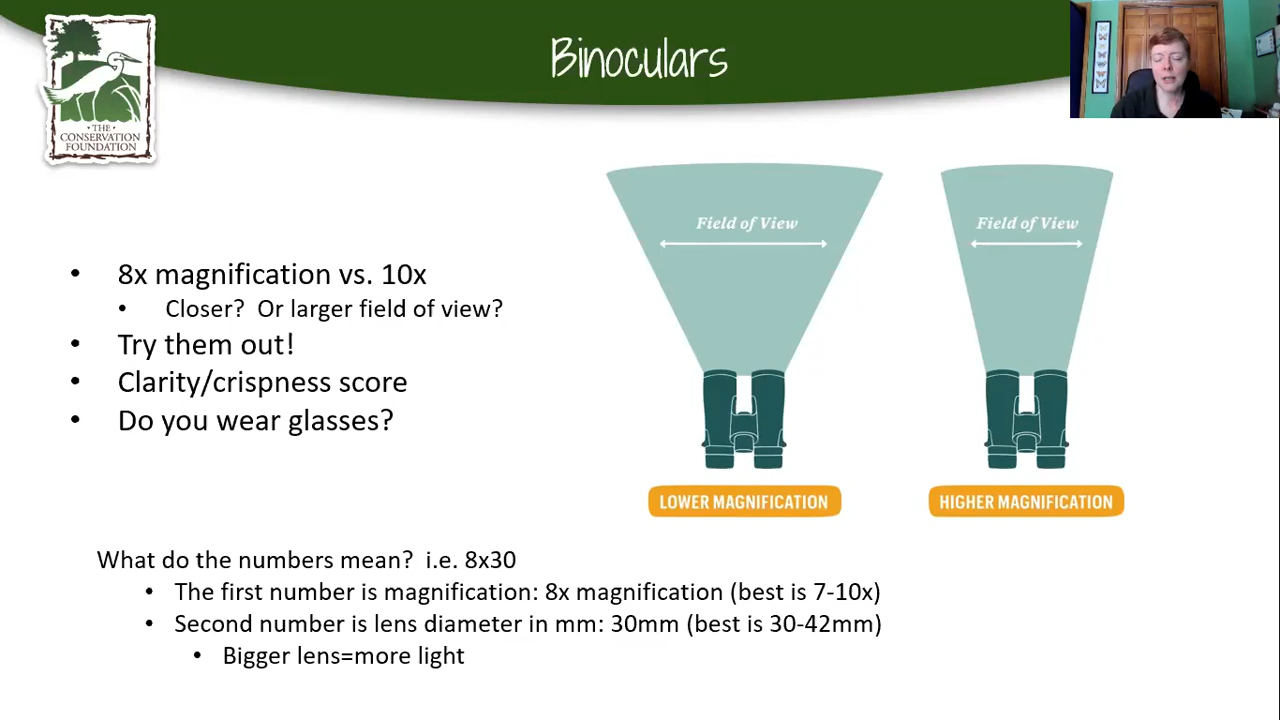 Binoculars
• THE •
CONSERVATION
FOUNDATION
• 8x magnification vs. 10x
• Closer?  Or larger field of view?
• Try them out!
• Clarity/crispness score
• Do you wear glasses?
Field of View
Field of View
LOWER MAGNIFICATION
HIGHER MAGNIFICATION
What do the numbers mean?  i.e. 8x30
• The first number is magnification: 8x magnification (best is 7-10x)
• Second number is lens diameter in mm: 30mm (best is 30-42mm)
• Bigger lens=more light